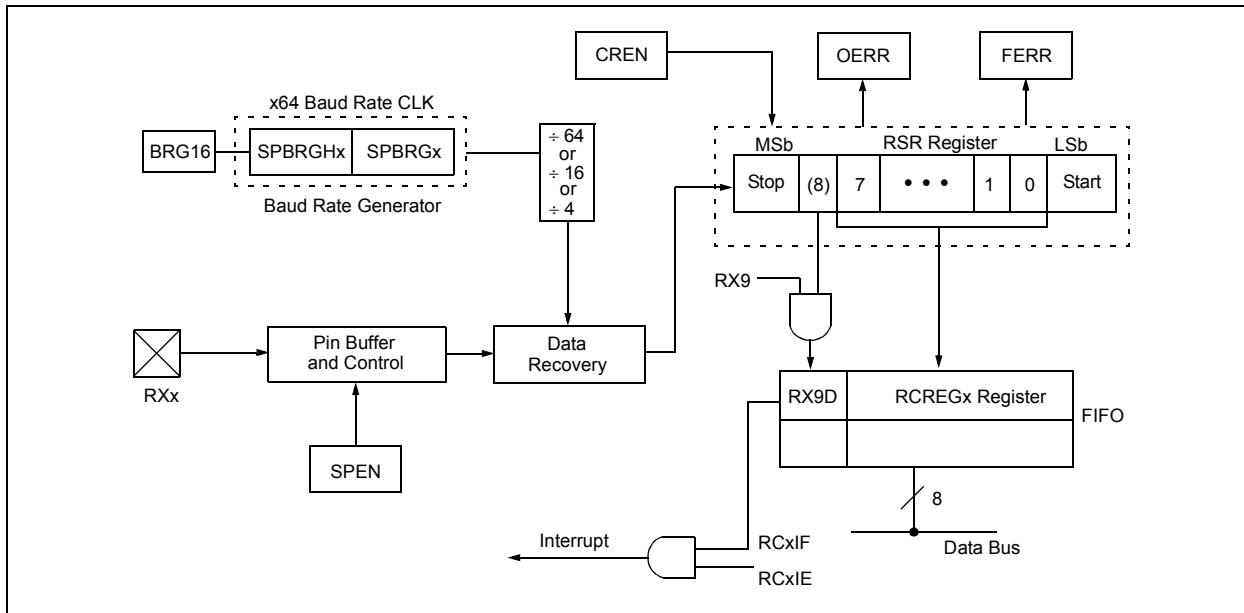 CREN
OERR
FERR
x64 Baud Rate CLK
BRG16
SPBRGHx
SPBRGx
Baud Rate Generator
÷ 64
or
÷ 16
or
÷ 4
MSb
RSR Register
LSb
Stop
(8)
7
• • •
1
0
Start
RX9
RXx
Pin Buffer
and Control
Data
Recovery
SPEN
RX9D
RCREGx Register
FIFO
8
Data Bus
Interrupt
RCxIF
RCxIE